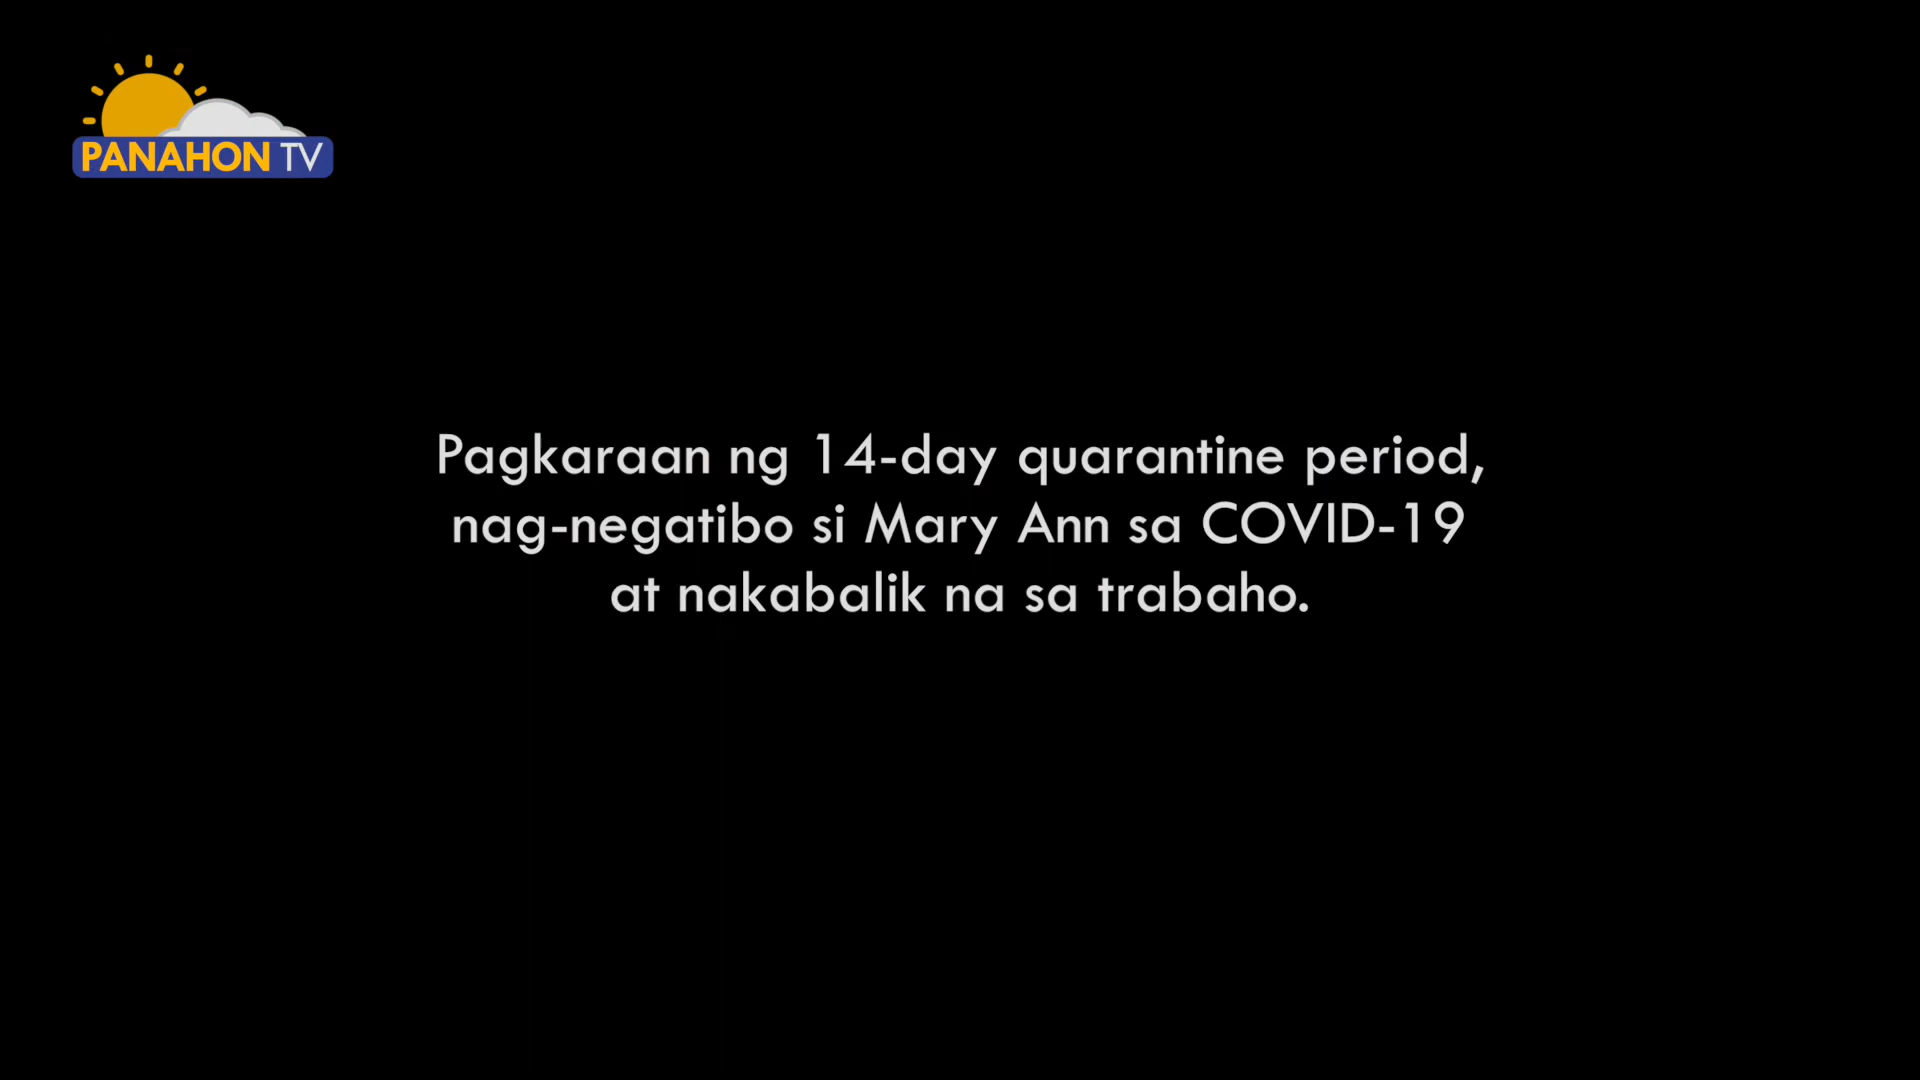 PANAHON TV
Pagkaraan ng 14-day quarantine period,
nag-negatibo si Mary Ann sa COVID-19
at nakabalik na sa trabaho.